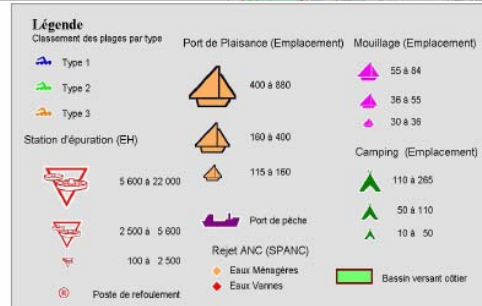 Légende
Classement des plages par type
Type 1
Type 2
Type 3
Station d'épuration (EH)
5 600 à 22 000
2 500 à 5 600
100 à 2 500
® Poste de refoulement
Port de Plaisance (Emplacement)
400 à 880
160 à 400
115 à 160
Port de pêche
Rejet ANC (SPANC)
Eaux Ménagères
Eaux Vannes
Mouillage (Emplacement)
55 à 84
36 à 55
30 à 36
Camping (Emplacement)
110 à 265
50 à 110
10 à 50
Bassin versant côtier